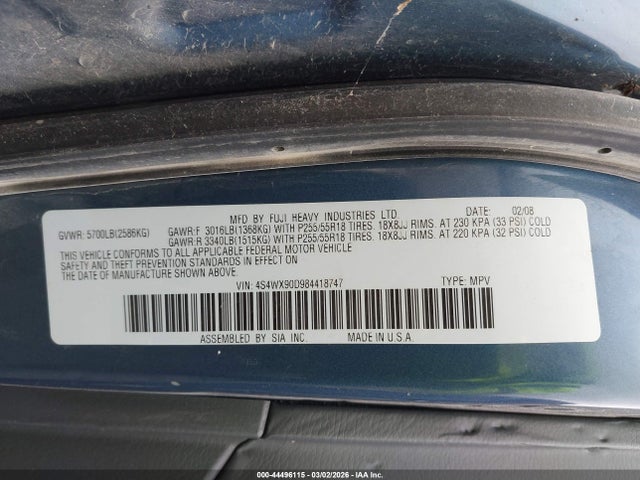 MFD BY FUJI HEAVY INDUSTRIES LTD. DATE: 02/08
GVWR: 5700LB(2586KG) GAWR:F 3016LB(1368KG) WITH P255/55R18 TIRES. 18X8JJ RIMS. AT 230 KPA (33 PSI) COLD
GAWR:R 3340LB(1515KG) WITH P255/55R18 TIRES. 18X8JJ RIMS. AT 220 KPA (32 PSI) COLD
THIS VEHICLE CONFORMS TO ALL APPLICABLE FEDERAL MOTOR VEHICLE
SAFETY AND THEFT PREVENTION STANDARDS IN EFFECT ON
THE DATE OF MANUFACTURE SHOWN ABOVE.
VIN: 4S4WX90D984418747 TYPE: MPV
ASSEMBLED BY SIA INC. MADE IN U.S.A.
000-44496115 - 03/02/2026 - IAAI.COM